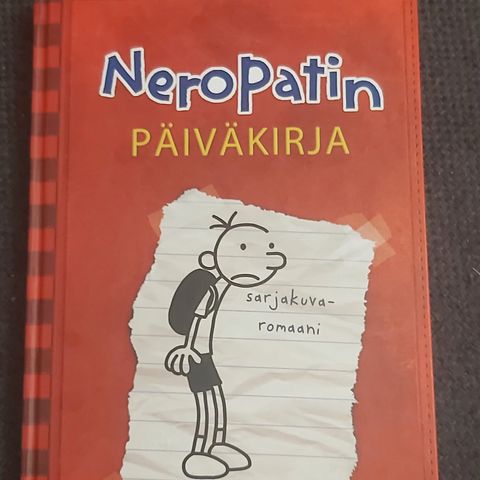 Neropatin
PÄIVÄKIRJA
sarjakuva-
romaani